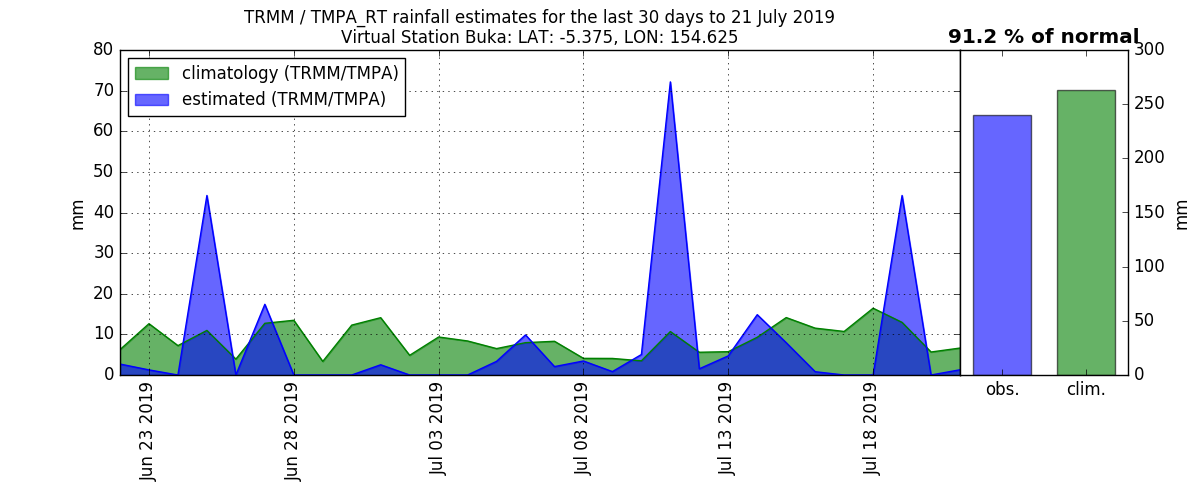 TRMM / TMPA_RT rainfall estimates for the last 30 days to 21 July 2019
Virtual Station Buka: LAT: -5.375, LON: 154.625
91.2 % of normal
climatology (TRMM/TMPA)
estimated (TRMM/TMPA)
80
70
60
50
40
30
20
10
0
mm
Jun 23 2019
Jun 28 2019
Jul 03 2019
Jul 08 2019
Jul 13 2019
Jul 18 2019
300
250
200
150
100
50
0
mm
obs.
clim.